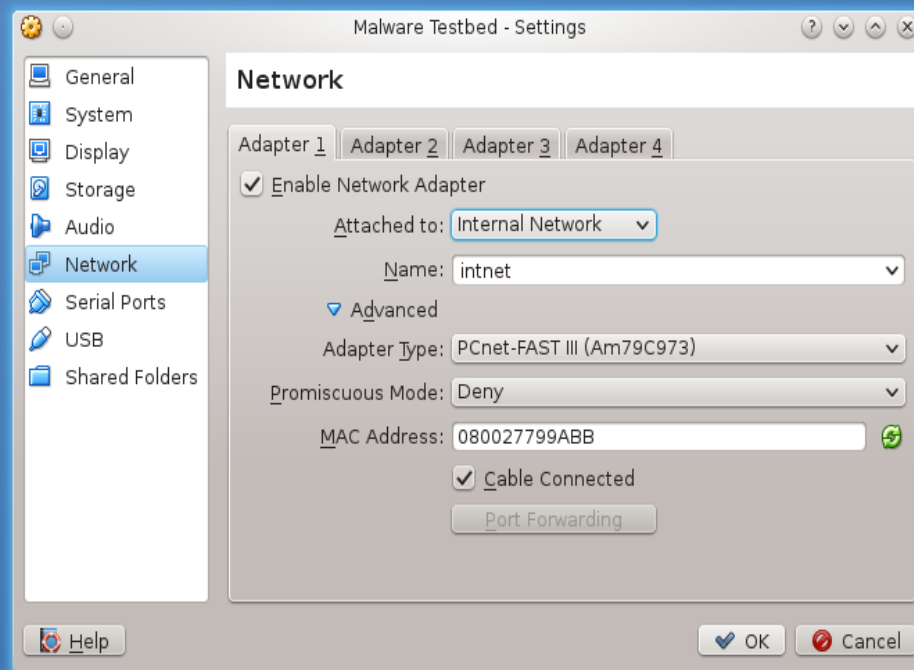 Malware Testbed - Settings
General
System
Display
Storage
Audio
Network
Serial Ports
USB
Shared Folders
Network
Adapter 1 Adapter 2 Adapter 3 Adapter 4
Enable Network Adapter
Attached to: Internal Network
Name: intnet
Advanced
Adapter Type: PCnet-FAST III (Am79C973)
Promiscuous Mode: Deny
MAC Address: 080027799ABB
Cable Connected
Port Forwarding
Help OK Cancel